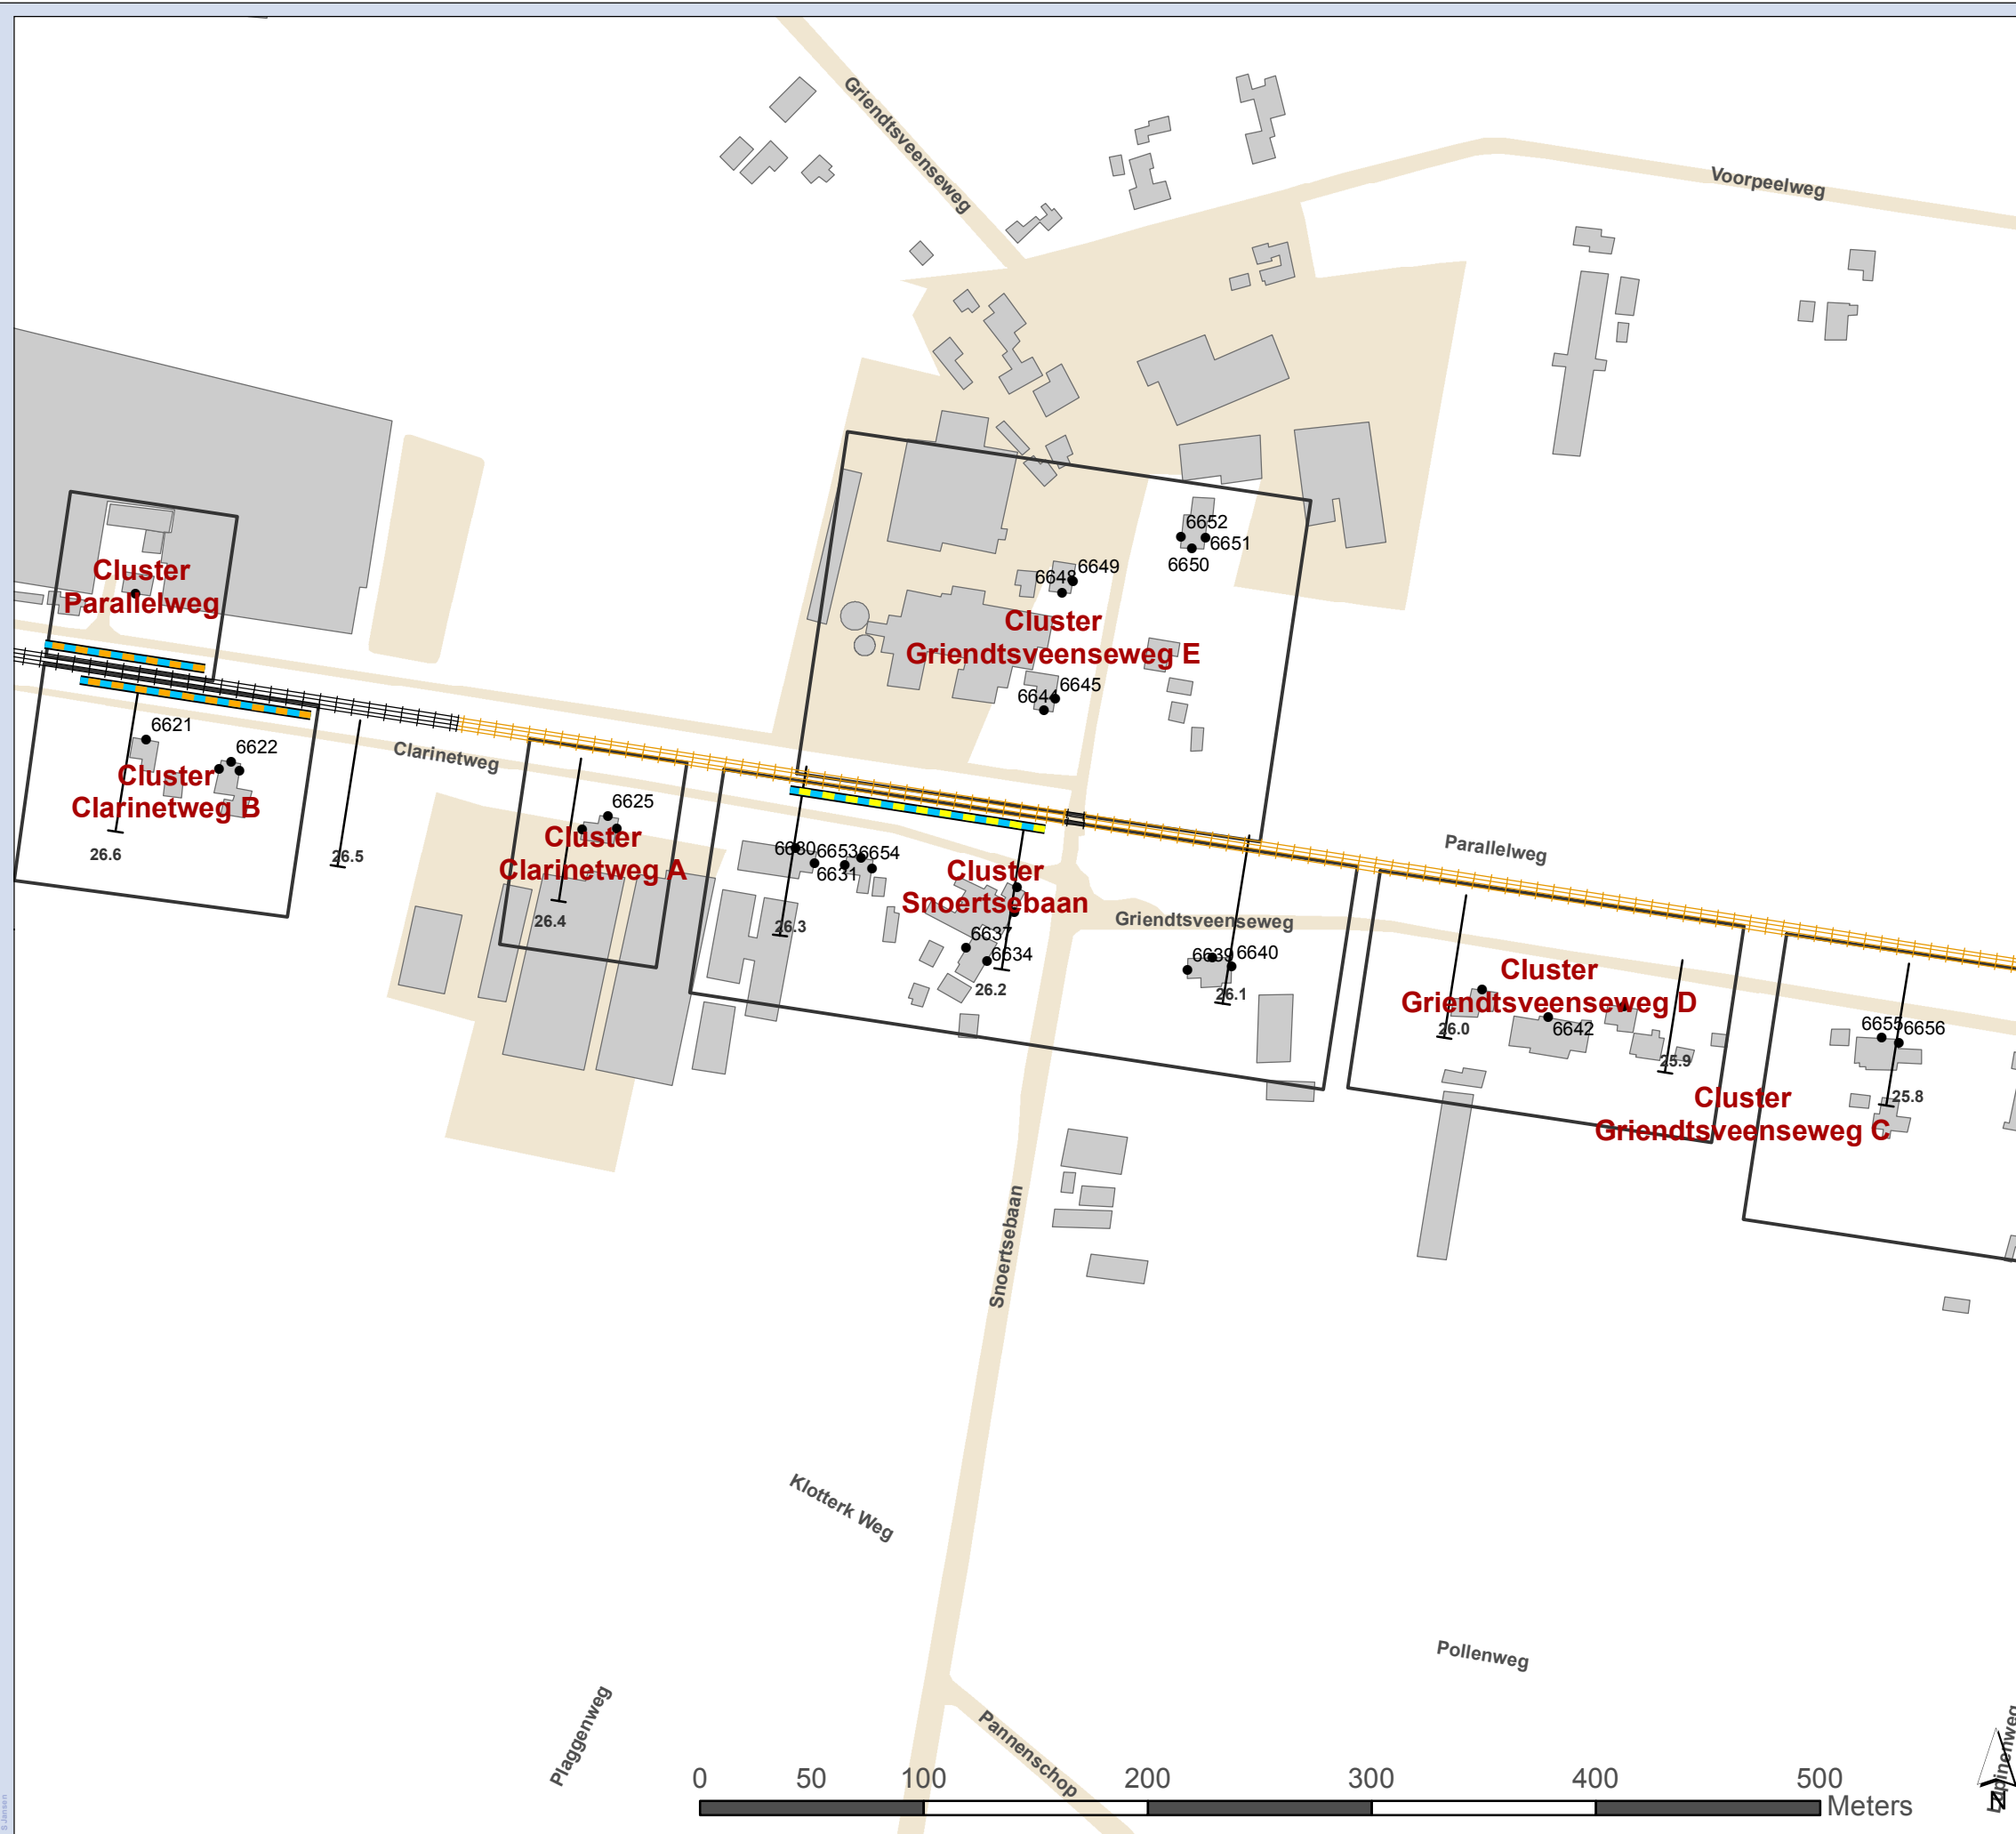 Griendtsveenseweg
Voorpeelweg
Cluster
Parallelweg
6652
6651
6650
6649
6648
Cluster
Griendtsveenseweg E
6645
6644
6621
6622
Cluster
Clarinetweg B
26.6
26.5
Clarinetweg
6625
Cluster
Clarinetweg A
26.4
6630
6653
6654
6631
26.3
Cluster
Snoertsebaan
6637
6634
26.2
Parallelweg
Griendtsveenseweg
6639
6640
26.1
Cluster
Griendtsveenseweg D
26.0
6642
25.9
6655
6656
25.8
Cluster
Griendtsveenseweg C
Snoertsebaan
Klotterk Weg
Pollenweg
Plaggenweg
Pannenschop
Lupinenweg
0 50 100 200 300 400 500
Meters
N
S Jansen